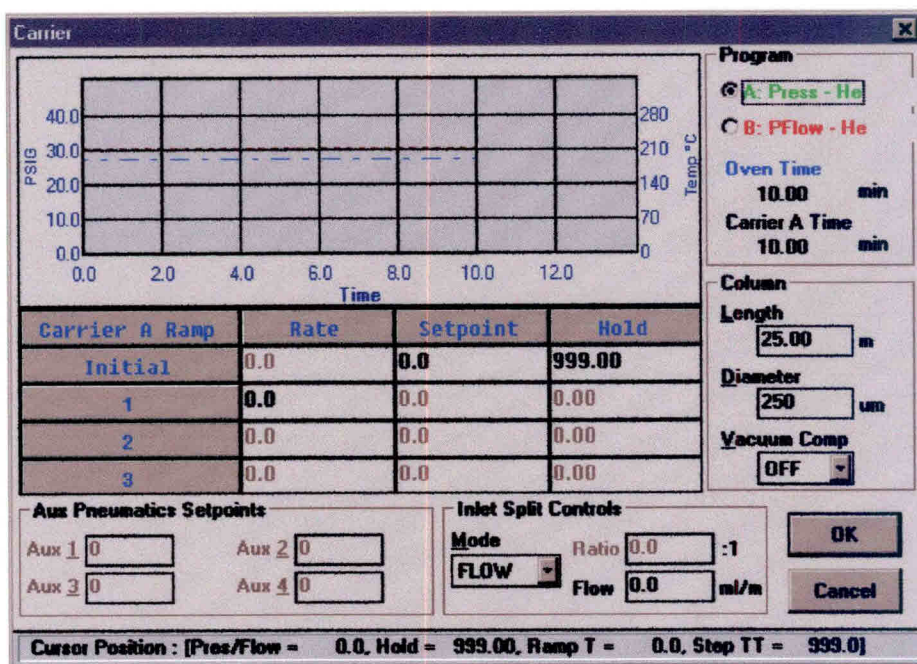 Carrier
PSIG
40.0
30.0
20.0
10.0
0.0
280
210
140
70
0
Temp °C
0.0 2.0 4.0 6.0 8.0 10.0 12.0
Time
Program
A: Press - He
B: PFlow - He
Oven Time
10.00 min
Carrier A Time
10.00 min
Carrier A Ramp Rate Setpoint Hold
Initial 0.0 0.0 999.00
1 0.0 0.0 0.00
2 0.0 0.0 0.00
3 0.0 0.0 0.00
Column
Length
25.00 m
Diameter
250 um
Vacuum Comp
OFF
Aux Pneumatics Setpoints
Aux 1 0 Aux 2 0
Aux 3 0 Aux 4 0
Inlet Split Controls
Mode
FLOW
Ratio 0.0 :1
Flow 0.0 ml/m
OK
Cancel
Cursor Position : [Pres/Flow = 0.0, Hold = 999.00, Ramp T = 0.0, Step TT = 999.0]